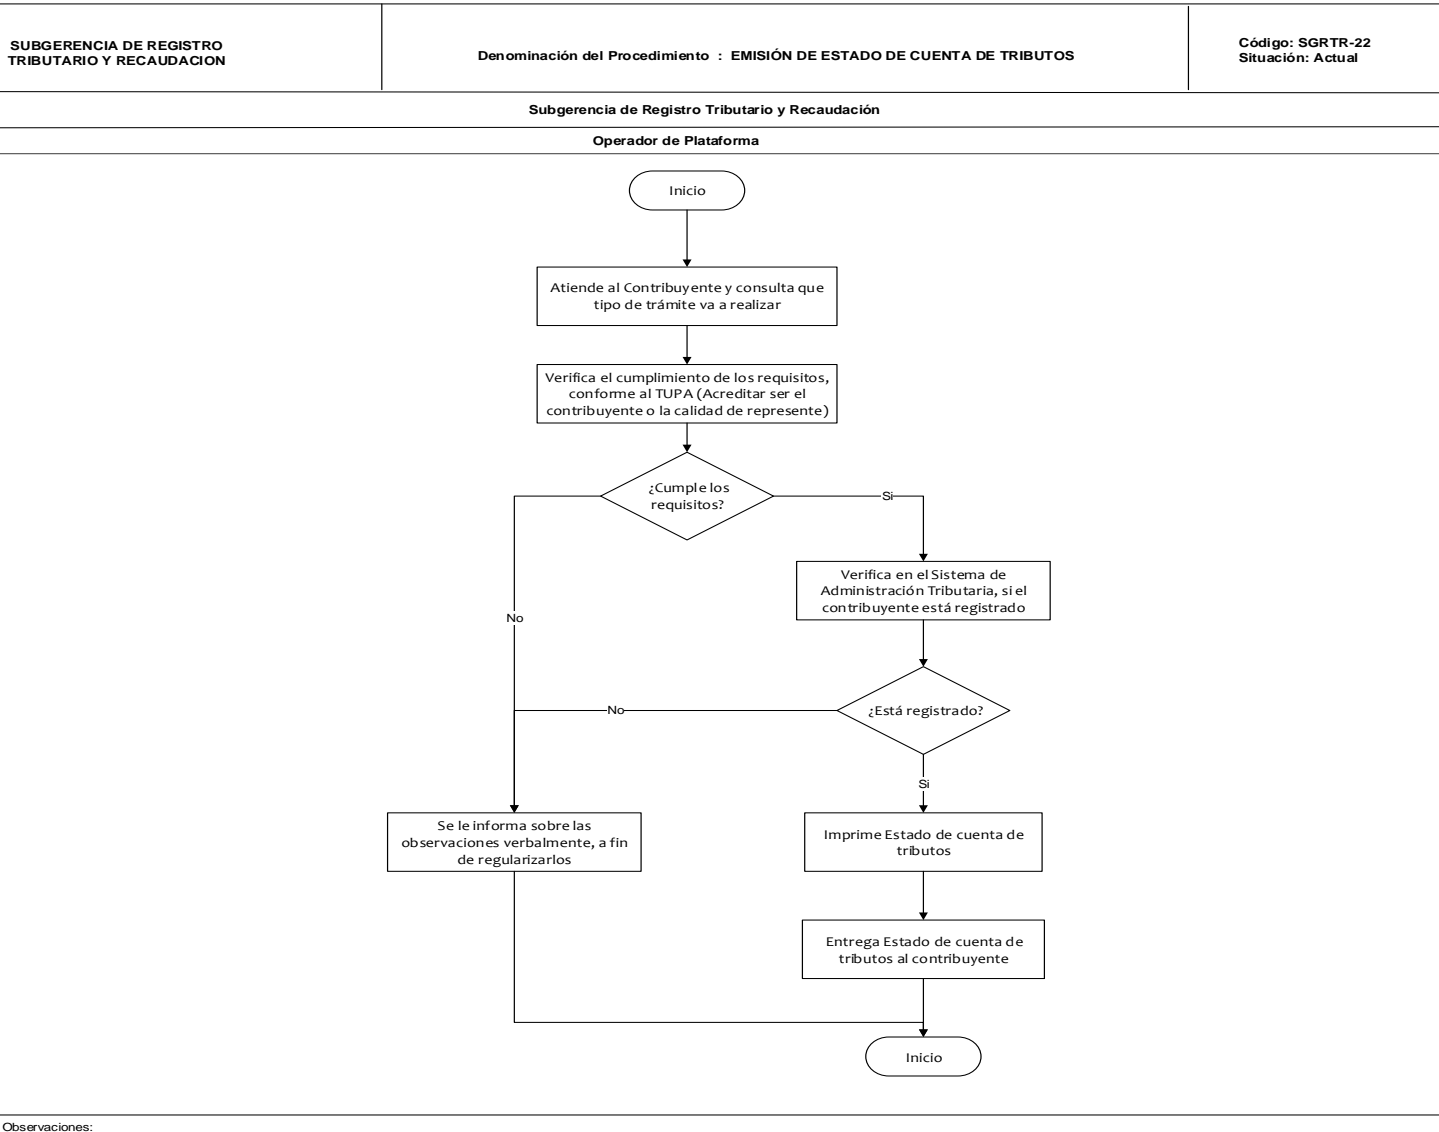 SUBGERENCIA DE REGISTRO
TRIBUTARIO Y RECAUDACION
Denominación del Procedimiento : EMISIÓN DE ESTADO DE CUENTA DE TRIBUTOS
Código: SGRTR-22
Situación: Actual
Subgerencia de Registro Tributario y Recaudación
Operador de Plataforma
Inicio
Atiende al Contribuyente y consulta que
tipo de trámite va a realizar
Verifica el cumplimiento de los requisitos,
conforme al TUPA (Acreditar ser el
contribuyente o la calidad de represente)
¿Cumple los
requisitos?
Si
Verifica en el Sistema de
Administración Tributaria, si el
contribuyente está registrado
No
¿Está registrado?
No
Si
Se le informa sobre las
observaciones verbalmente, a fin
de regularizarlos
Imprime Estado de cuenta de
tributos
Entrega Estado de cuenta de
tributos al contribuyente
Inicio
Observaciones: